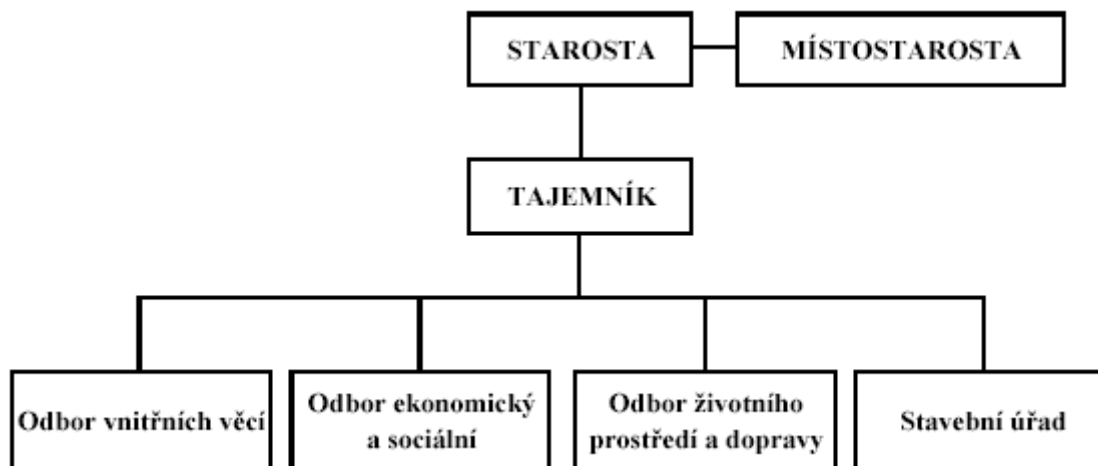 STAROSTA
MÍSTOSTAROSTA
TAJEMNÍK
Odbor vnitřních věcí
Odbor ekonomický
a sociální
Odbor životního
prostředí a dopravy
Stavební úřad